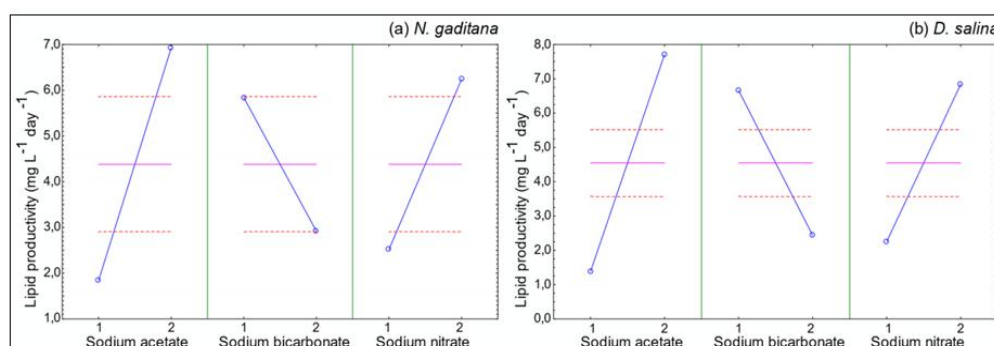 (a) N. gaditana
7,0
6,0
5,0
4,0
3,0
2,0
1,0
Lipid productivity (mg L-1 day-1)
1 2 1 2 1 2
Sodium acetate Sodium bicarbonate Sodium nitrate
(b) D. salina
8,0
7,0
6,0
5,0
4,0
3,0
2,0
1,0
0,0
Lipid productivity (mg L-1 day-1)
1 2 1 2 1 2
Sodium acetate Sodium bicarbonate Sodium nitrate